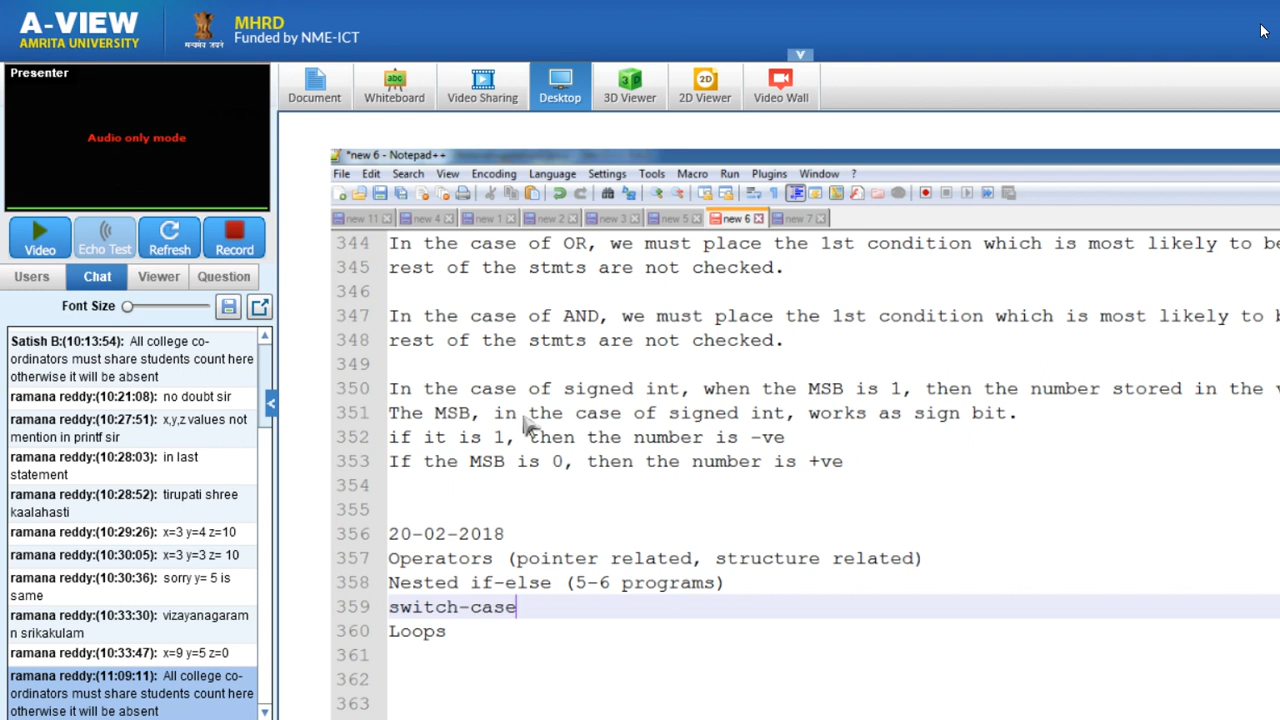 A-VIEW
AMRITA UNIVERSITY
MHRD
Funded by NME-ICT
Presenter
Audio only mode
Video
Echo Test
Refresh
Record
Users
Chat
Viewer
Question
Font Size
Satish B:(10:13:54): All college co-
ordinators must share students count here
otherwise it will be absent
ramana reddy:(10:21:08): no doubt sir
ramana reddy:(10:27:51): x,y,z values not
mention in printf sir
ramana reddy:(10:28:03): in last
statement
ramana reddy:(10:28:52): tirupati shree
kaalahasti
ramana reddy:(10:29:26): x=3 y=4 z=10
ramana reddy:(10:30:05): x=3 y=3 z= 10
ramana reddy:(10:30:36): sorry y= 5 is
same
ramana reddy:(10:33:30): vizayanagaram
n srikakulam
ramana reddy:(10:33:47): x=9 y=5 z=0
ramana reddy:(11:09:11): All college co-
ordinators must share students count here
otherwise it will be absent
Document
Whiteboard
Video Sharing
Desktop
3D Viewer
2D Viewer
Video Wall
*new 6 - Notepad++
File Edit Search View Encoding Language Settings Tools Macro Run Plugins Window ?
new 11 new 4 new 1 new 2 new 3 new 5 new 6 new 7
344 In the case of OR, we must place the 1st condition which is most likely to be
345 rest of the stmts are not checked.
346
347 In the case of AND, we must place the 1st condition which is most likely to b
348 rest of the stmts are not checked.
349
350 In the case of signed int, when the MSB is 1, then the number stored in the v
351 The MSB, in the case of signed int, works as sign bit.
352 if it is 1, then the number is -ve
353 If the MSB is 0, then the number is +ve
354
355
356 20-02-2018
357 Operators (pointer related, structure related)
358 Nested if-else (5-6 programs)
359 switch-case
360 Loops
361
362
363